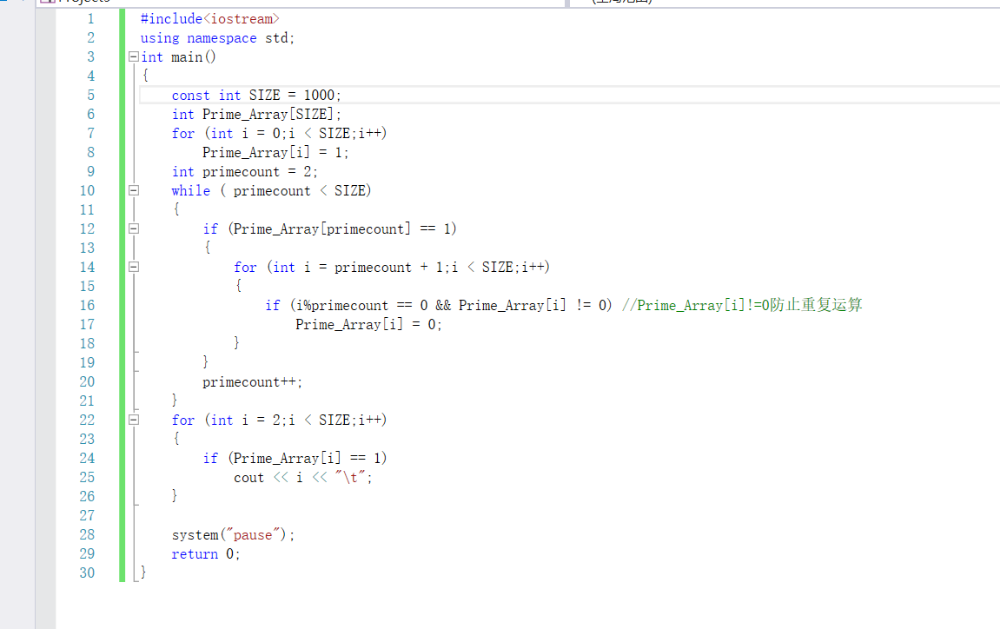 Projects
1 #include<iostream>
2 using namespace std;
3 int main()
4 {
5 const int SIZE = 1000;
6 int Prime_Array[SIZE];
7 for (int i = 0;i < SIZE;i++)
8 Prime_Array[i] = 1;
9 int primecount = 2;
10 while ( primecount < SIZE)
11 {
12 if (Prime_Array[primecount] == 1)
13 {
14 for (int i = primecount + 1;i < SIZE;i++)
15 {
16 if (i%primecount == 0 && Prime_Array[i] != 0) //Prime_Array[i]!=0防止重复运算
17 Prime_Array[i] = 0;
18 }
19 }
20 primecount++;
21 }
22 for (int i = 2;i < SIZE;i++)
23 {
24 if (Prime_Array[i] == 1)
25 cout << i << "\t";
26 }
27
28 system("pause");
29 return 0;
30 }